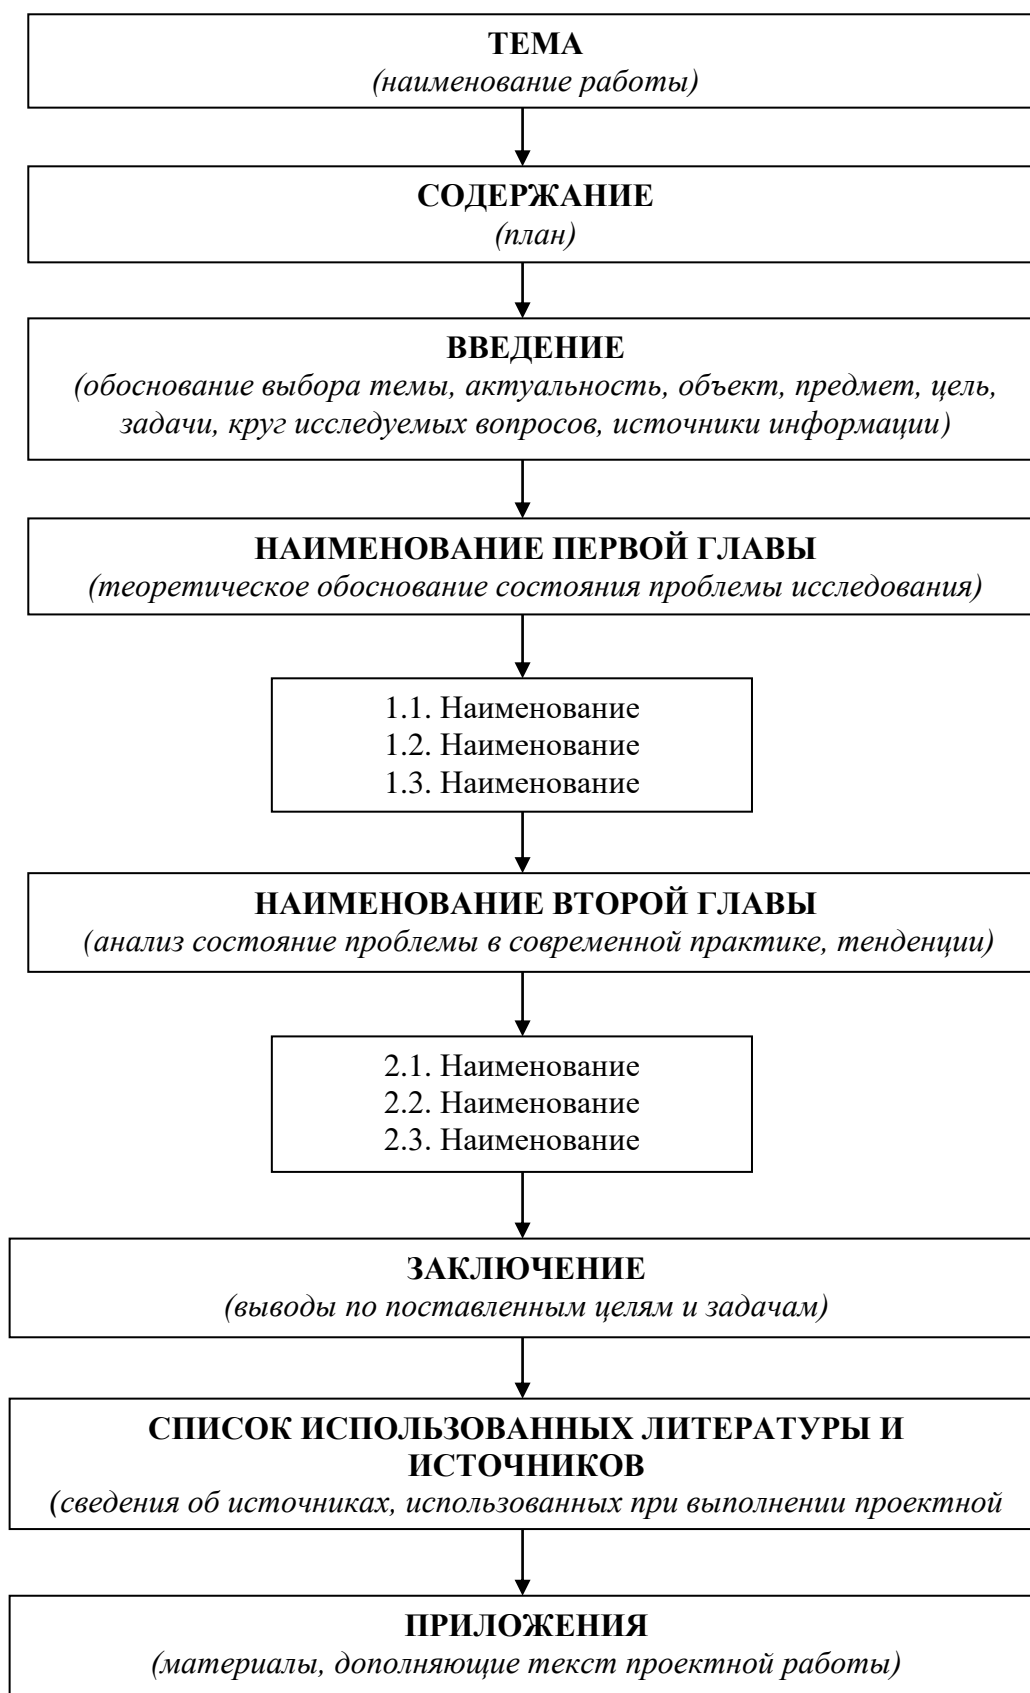 ТЕМА
(наименование работы)
СОДЕРЖАНИЕ
(план)
ВВЕДЕНИЕ
(обоснование выбора темы, актуальность, объект, предмет, цель,
задачи, круг исследуемых вопросов, источники информации)
НАИМЕНОВАНИЕ ПЕРВОЙ ГЛАВЫ
(теоретическое обоснование состояния проблемы исследования)
1.1. Наименование
1.2. Наименование
1.3. Наименование
НАИМЕНОВАНИЕ ВТОРОЙ ГЛАВЫ
(анализ состояние проблемы в современной практике, тенденции)
2.1. Наименование
2.2. Наименование
2.3. Наименование
ЗАКЛЮЧЕНИЕ
(выводы по поставленным целям и задачам)
СПИСОК ИСПОЛЬЗОВАННЫХ ЛИТЕРАТУРЫ И
ИСТОЧНИКОВ
(сведения об источниках, использованных при выполнении проектной
ПРИЛОЖЕНИЯ
(материалы, дополняющие текст проектной работы)